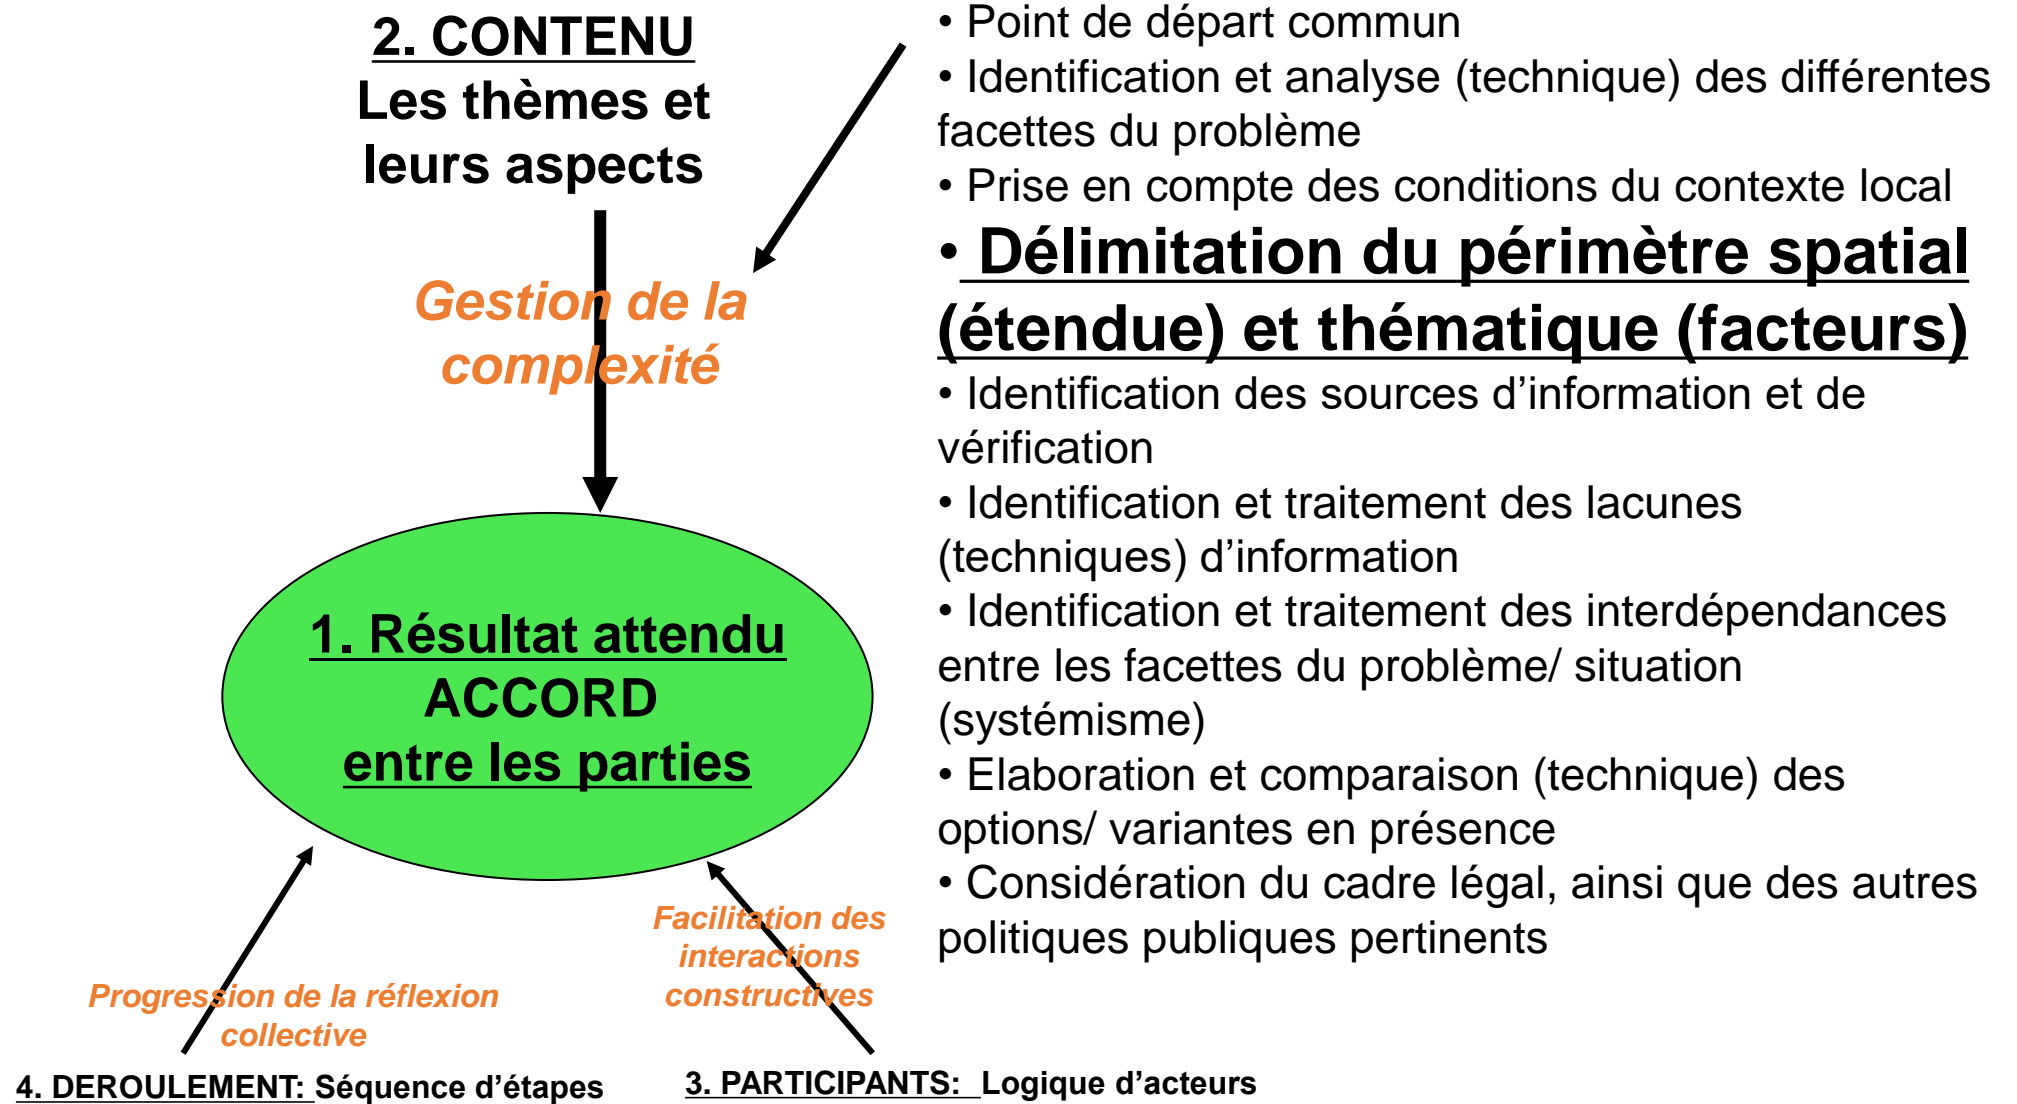 2. CONTENU
Les thèmes et
leurs aspects
Gestion de la
complexité
• Point de départ commun
• Identification et analyse (technique) des différentes
facettes du problème
• Prise en compte des conditions du contexte local
• Délimitation du périmètre spatial
(étendue) et thématique (facteurs)
• Identification des sources d’information et de
vérification
• Identification et traitement des lacunes
(techniques) d’information
• Identification et traitement des interdépendances
entre les facettes du problème/ situation
(systémisme)
• Elaboration et comparaison (technique) des
options/ variantes en présence
• Considération du cadre légal, ainsi que des autres
politiques publiques pertinents
1. Résultat attendu
ACCORD
entre les parties
Facilitation des
interactions
constructives
Progression de la réflexion
collective
4. DEROULEMENT: Séquence d’étapes
3. PARTICIPANTS: Logique d’acteurs